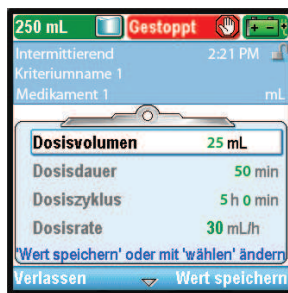 250 mL Gestoppt
Intermittierend 2:21 PM
Kriteriumname 1
Medikament 1 mL
Dosisvolumen 25 mL
Dosisdauer 50 min
Dosiszyklus 5 h 0 min
Dosisrate 30 mL/h
'Wert speichern' oder mit 'wählen' ändern
Verlassen Wert speichern